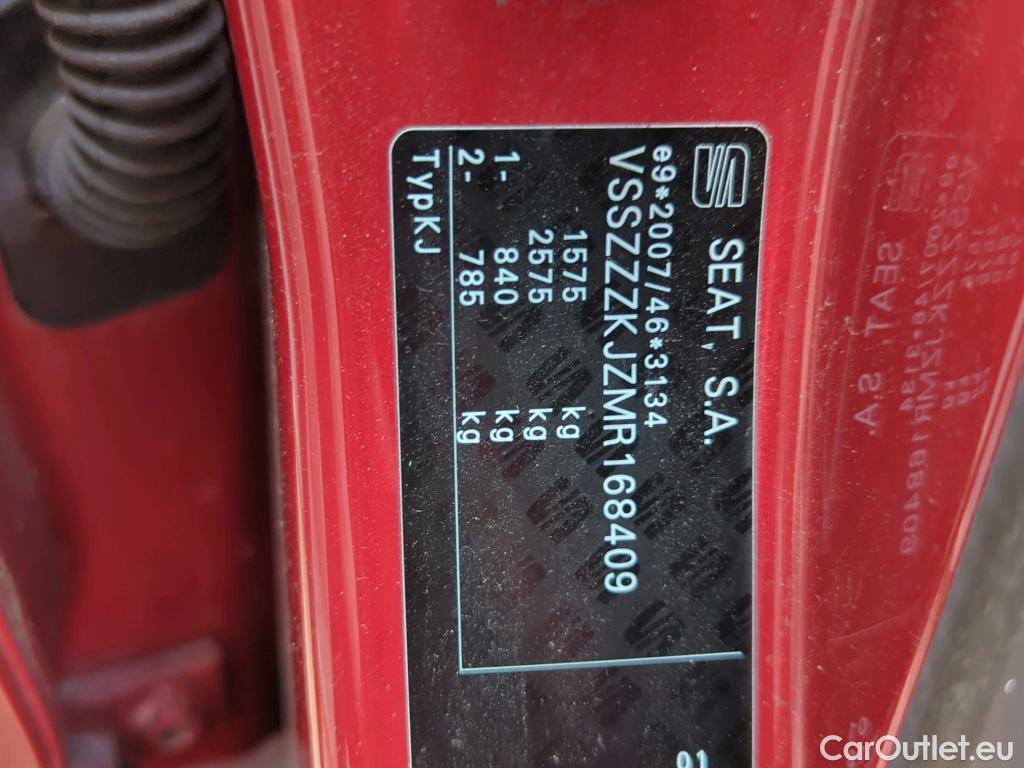 SEAT, S.A.
e9*2007/46*3134
VSSZZZKJZMR168409
1575 kg
2575 kg
1- 840 kg
2- 785 kg
TypKJ
CarOutlet.eu